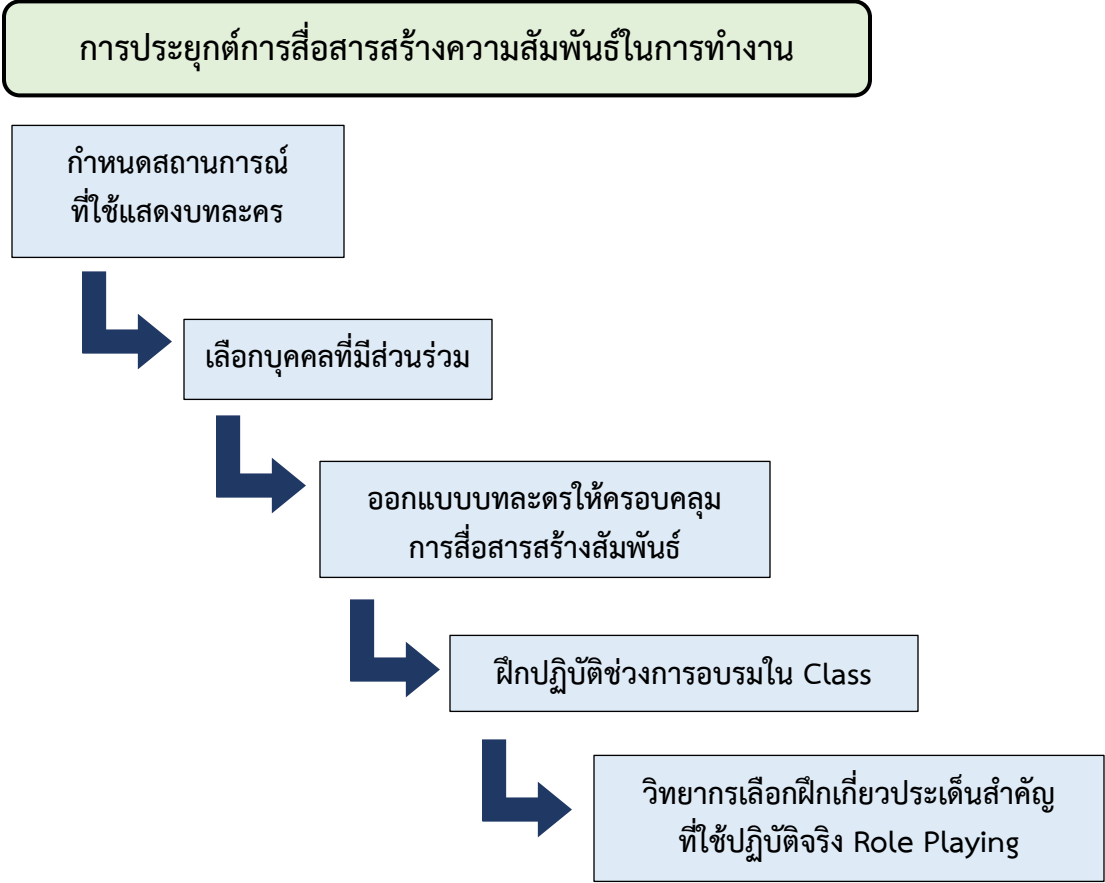 การประยุกต์การสื่อสารสร้างความสัมพันธ์ในการทำงาน
กำหนดสถานการณ์
ที่ใช้แสดงบทละคร
เลือกบุคคลที่มีส่วนร่วม
ออกแบบบทละดรให้ครอบคลุม
การสื่อสารสร้างสัมพันธ์
ฝึกปฏิบัติช่วงการอบรมใน Class
วิทยากรเลือกฝึกเกี่ยวประเด็นสำคัญ
ที่ใช้ปฏิบัติจริง Role Playing